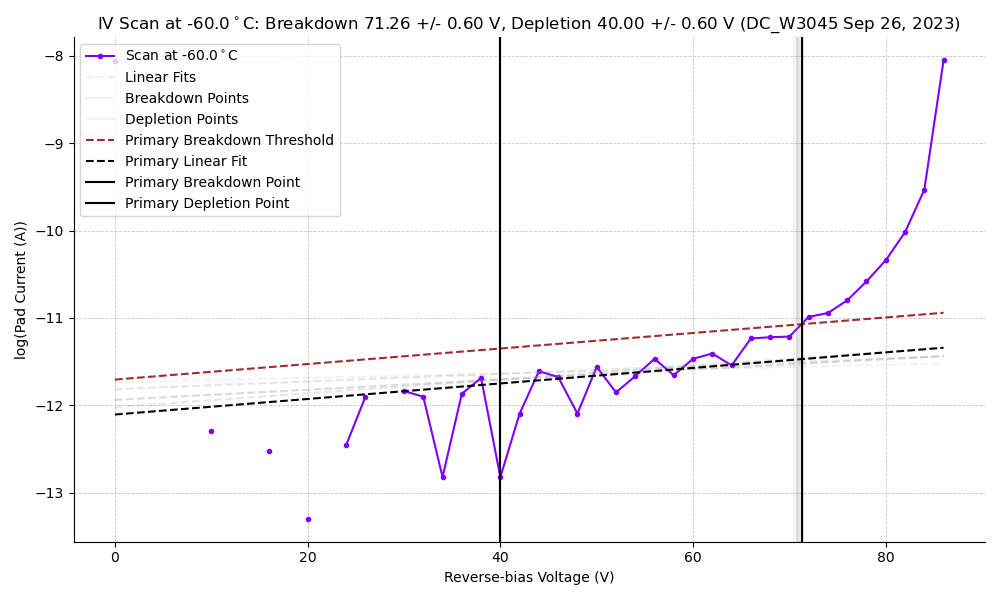 IV Scan at -60.0°C: Breakdown 71.26 +/- 0.60 V, Depletion 40.00 +/- 0.60 V (DC_W3045 Sep 26, 2023)
Scan at -60.0°C
Linear Fits
Breakdown Points
Depletion Points
Primary Breakdown Threshold
Primary Linear Fit
Primary Breakdown Point
Primary Depletion Point
log(Pad Current (A))
−8
−9
−10
−11
−12
−13
0 20 40 60 80
Reverse-bias Voltage (V)